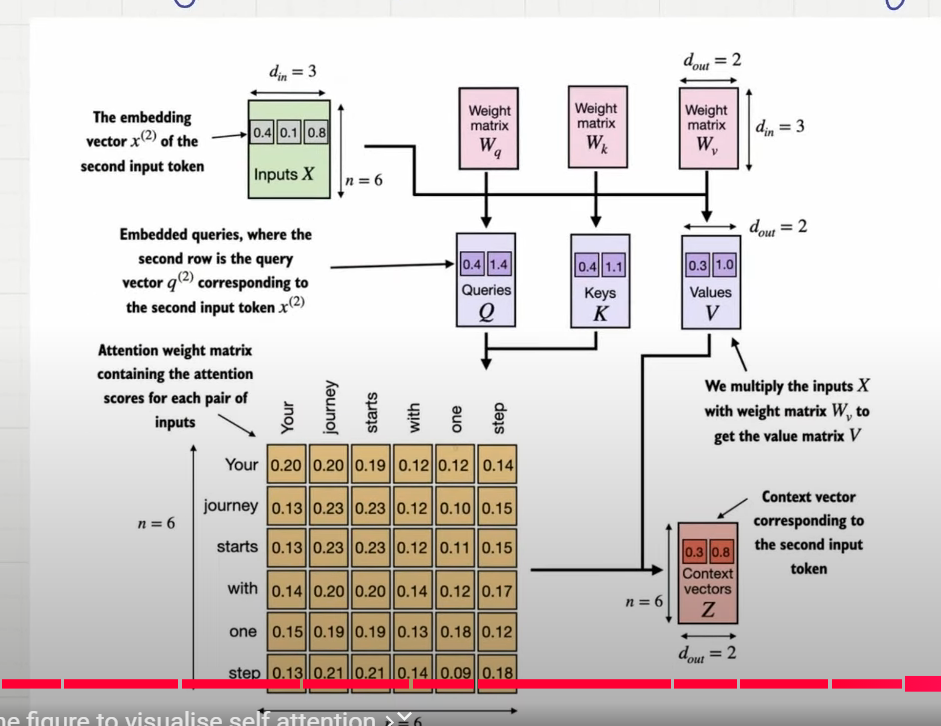 d_in = 3
The embedding
vector x^(2) of the
second input token
0.4 0.1 0.8
Inputs X
n = 6
Weight
matrix
W_q
Weight
matrix
W_k
d_out = 2
Weight
matrix
W_v
d_in = 3
Embedded queries, where the
second row is the query
vector q^(2) corresponding to
the second input token x^(2)
0.4 1.4
Queries
Q
0.4 1.1
Keys
K
d_out = 2
0.3 1.0
Values
V
We multiply the inputs X
with weight matrix W_v to
get the value matrix V
Attention weight matrix
containing the attention
scores for each pair of
inputs
Your journey starts with one step
n = 6
Your 0.20 0.20 0.19 0.12 0.12 0.14
journey 0.13 0.23 0.23 0.12 0.10 0.15
starts 0.13 0.23 0.23 0.12 0.11 0.15
with 0.14 0.20 0.20 0.14 0.12 0.17
one 0.15 0.19 0.19 0.13 0.18 0.12
step 0.13 0.21 0.21 0.14 0.09 0.18
Context vector
corresponding to
the second input
token
0.3 0.8
Context
vectors
Z
n = 6
d_out = 2
= 6
figure to visualise self attention